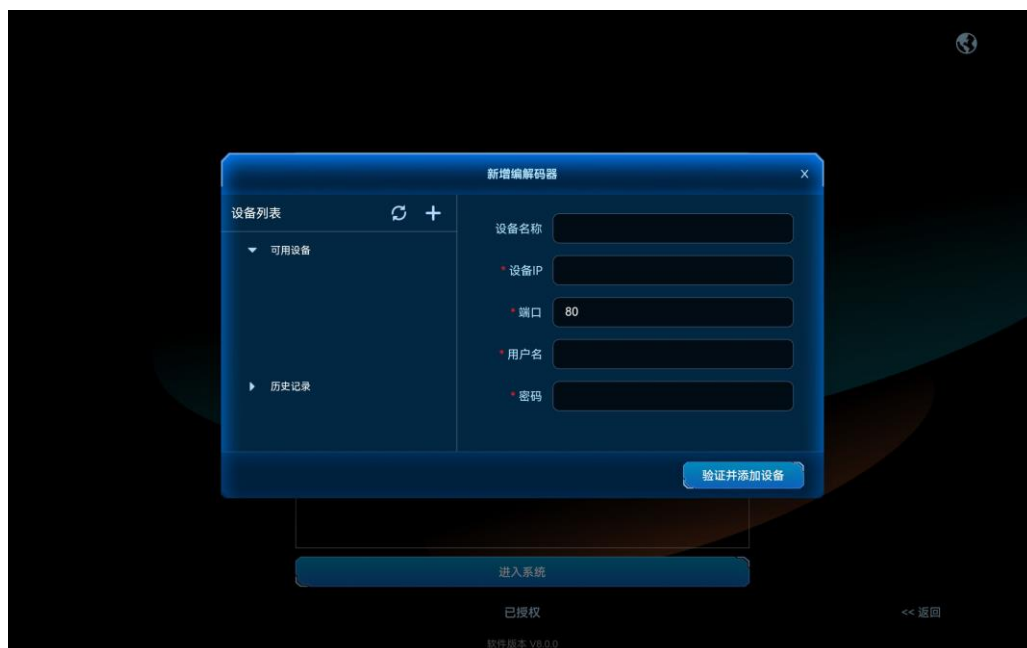 新增编解码器 X
设备列表
可用设备
历史记录
设备名称
* 设备IP
* 端口 80
* 用户名
* 密码
验证并添加设备
进入系统
已授权
<< 返回
软件版本 V8.0.0